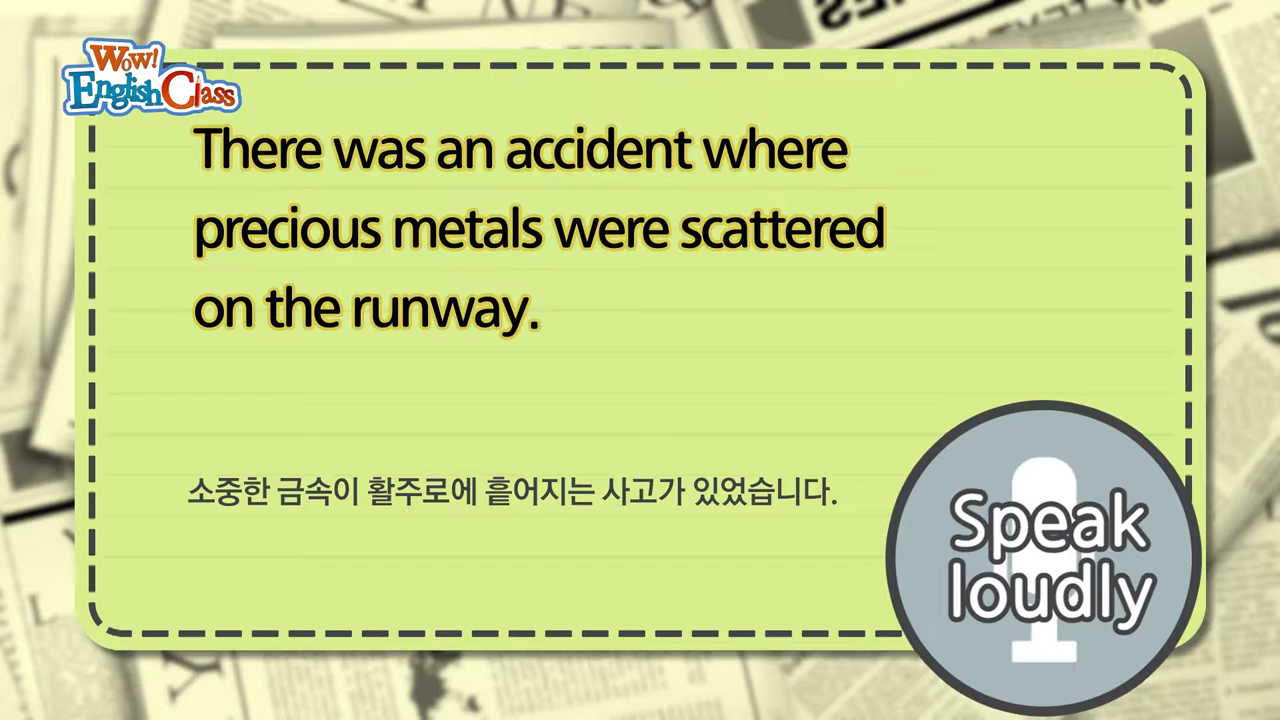 Wow!
English Class
There was an accident where
precious metals were scattered
on the runway.
소중한 금속이 활주로에 흩어지는 사고가 있었습니다.
Speak
loudly